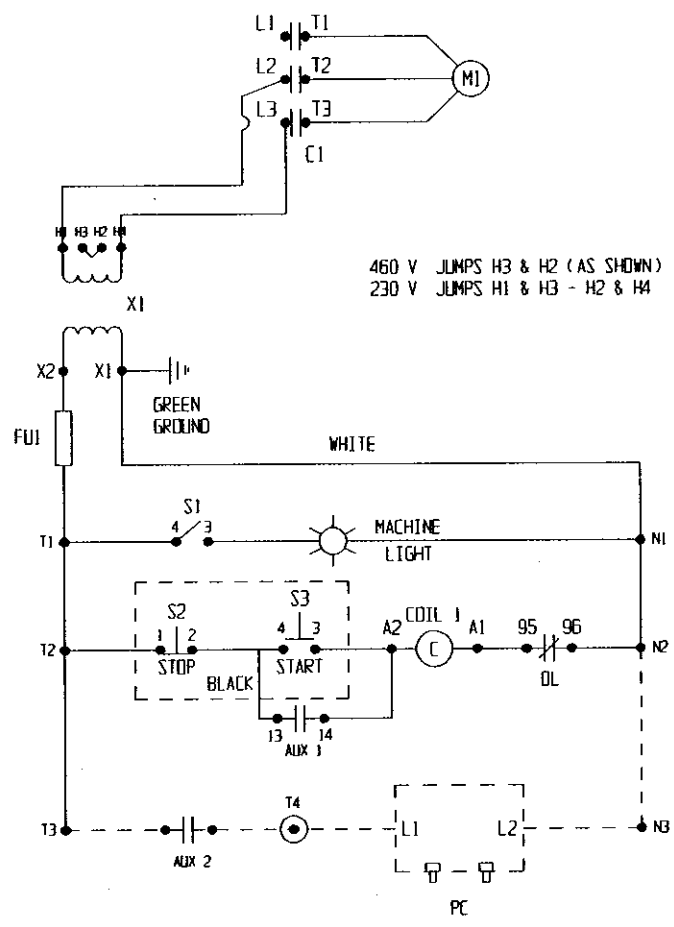 L1 T1
L2 T2
M1
L3 T3
C1
H1 H3 H2 H4
460 V JUMPS H3 & H2 (AS SHOWN)
230 V JUMPS H1 & H3 - H2 & H4
X1
X2 X1
GREEN
GROUND
FU1
WHITE
S1
4 3
MACHINE
LIGHT
T1
N1
S2 S3
COIL 1
1 2 4 3 A2 C A1 95 96
T2
N2
STOP START
OL
BLACK
13 14
AUX 1
T4
T3
L1 L2
N3
AUX 2
PC